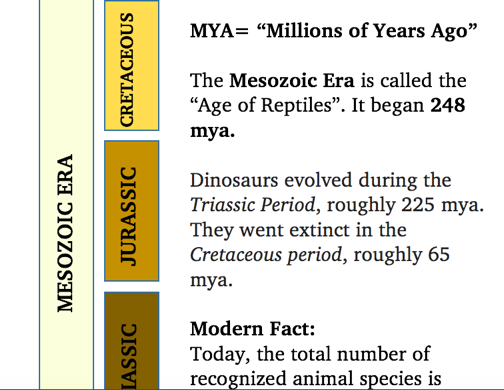 MESOZOIC ERA
CRETACEOUS
JURASSIC
IASSIC
MYA= “Millions of Years Ago”
The Mesozoic Era is called the
“Age of Reptiles”. It began 248
mya.
Dinosaurs evolved during the
Triassic Period, roughly 225 mya.
They went extinct in the
Cretaceous period, roughly 65
mya.
Modern Fact:
Today, the total number of
recognized animal species is